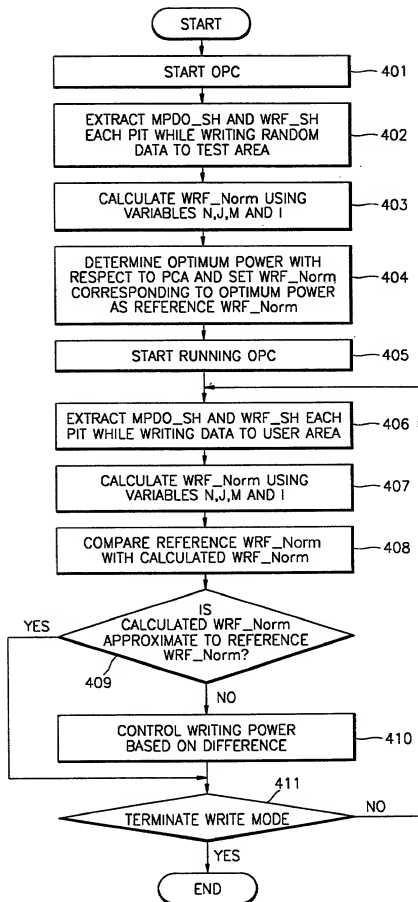 START
START OPC
401
EXTRACT MPDO_SH AND WRF_SH
EACH PIT WHILE WRITING RANDOM
DATA TO TEST AREA
402
CALCULATE WRF_Norm USING
VARIABLES N,J,M AND I
403
DETERMINE OPTIMUM POWER WITH
RESPECT TO PCA AND SET WRF_Norm
CORRESPONDING TO OPTIMUM POWER
AS REFERENCE WRF_Norm
404
START RUNNING OPC
405
EXTRACT MPDO_SH AND WRF_SH EACH
PIT WHILE WRITING DATA TO USER AREA
406
CALCULATE WRF_Norm USING
VARIABLES N,J,M AND I
407
COMPARE REFERENCE WRF_Norm
WITH CALCULATED WRF_Norm
408
IS
CALCULATED WRF_Norm
APPROXIMATE TO REFERENCE
WRF_Norm?
YES
409
NO
CONTROL WRITING POWER
BASED ON DIFFERENCE
410
411
TERMINATE WRITE MODE
NO
YES
END